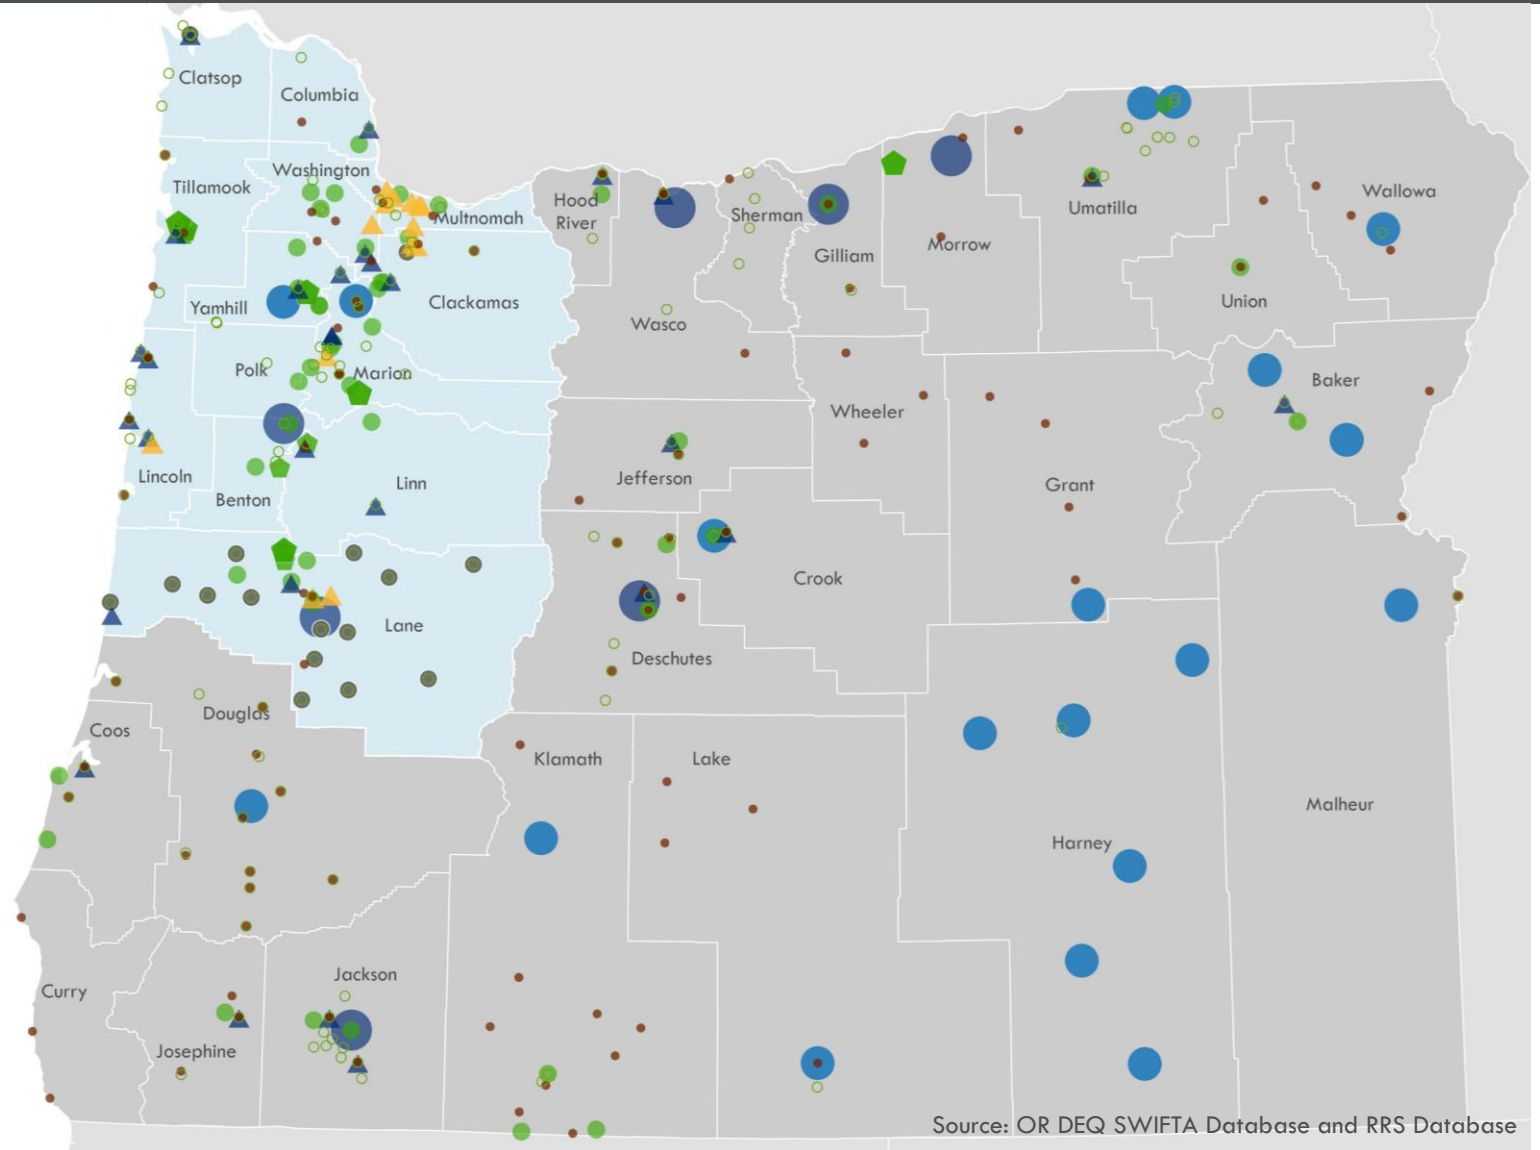 Clatsop
Columbia
Washington
Tillamook
Multnomah
Hood
River
Sherman
Umatilla
Wallowa
Gilliam
Morrow
Clackamas
Yamhill
Wasco
Union
Polk
Marion
Baker
Wheeler
Lincoln
Benton
Linn
Jefferson
Grant
Crook
Lane
Deschutes
Douglas
Coos
Klamath
Lake
Malheur
Harney
Jackson
Curry
Josephine
Source: OR DEQ SWIFTA Database and RRS Database